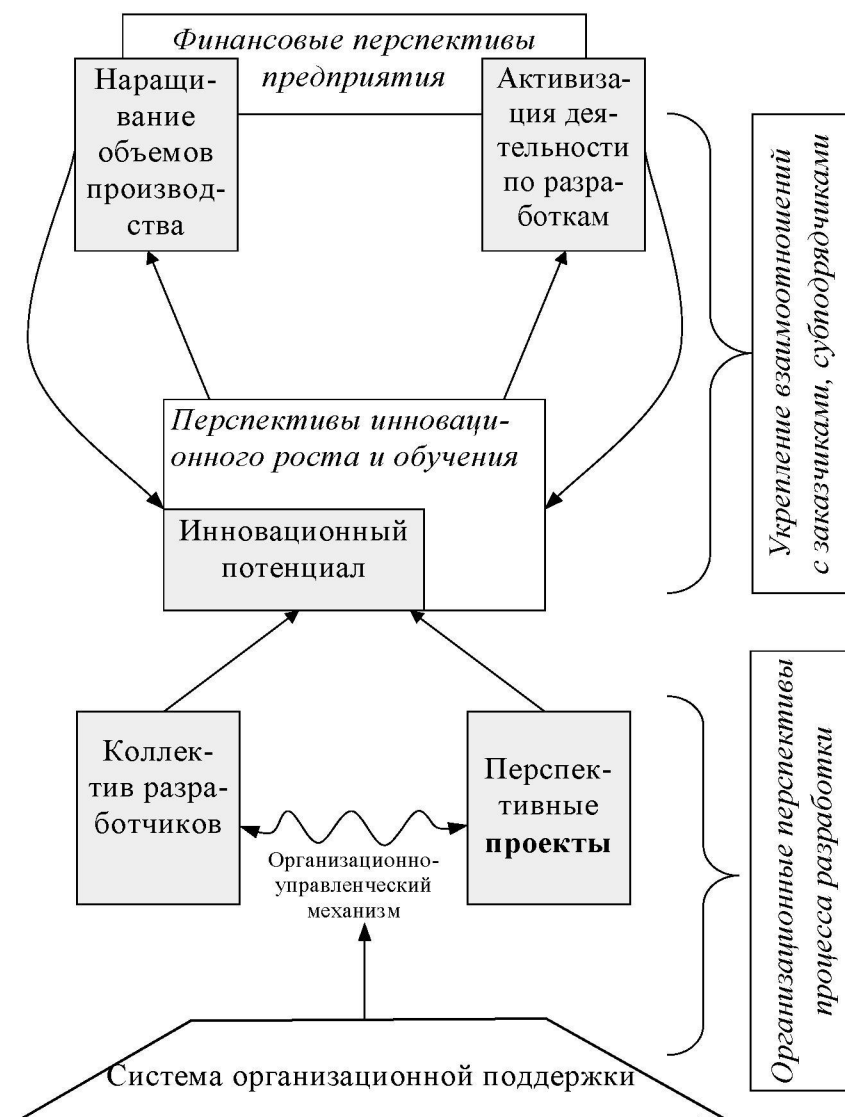 Финансовые перспективы
предприятия
Наращи-
вание
объемов
производ-
ства
Активиза-
ция дея-
тельности
по разра-
боткам
Укрепление взаимоотношений
с заказчиками, субподрядчиками
Перспективы инноваци-
онного роста и обучения
Инновационный
потенциал
Коллек-
тив разра-
ботчиков
Перспек-
тивные
проекты
Организационно-
управленческий
механизм
Организационные перспективы
процесса разработки
Система организационной поддержки